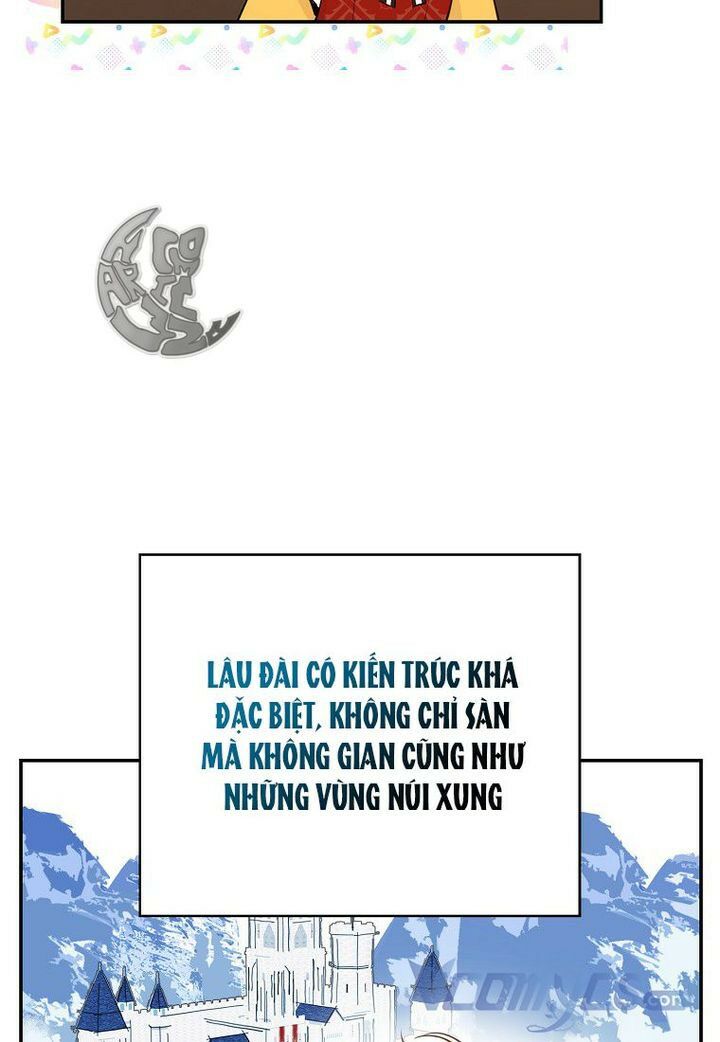 LÂU ĐÀI CÓ KIẾN TRÚC KHÁ
ĐẶC BIỆT, KHÔNG CHỈ SÀN
MÀ KHÔNG GIAN CŨNG NHƯ
NHỮNG VÙNG NÚI XUNG